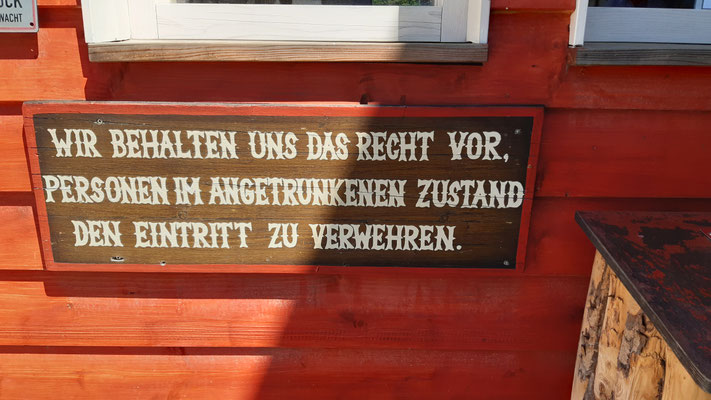 NACHT
WIR BEHALTEN UNS DAS RECHT VOR,
PERSONEN IM ANGETRUNKENEN ZUSTAND
DEN EINTRITT ZU VERWEHREN.